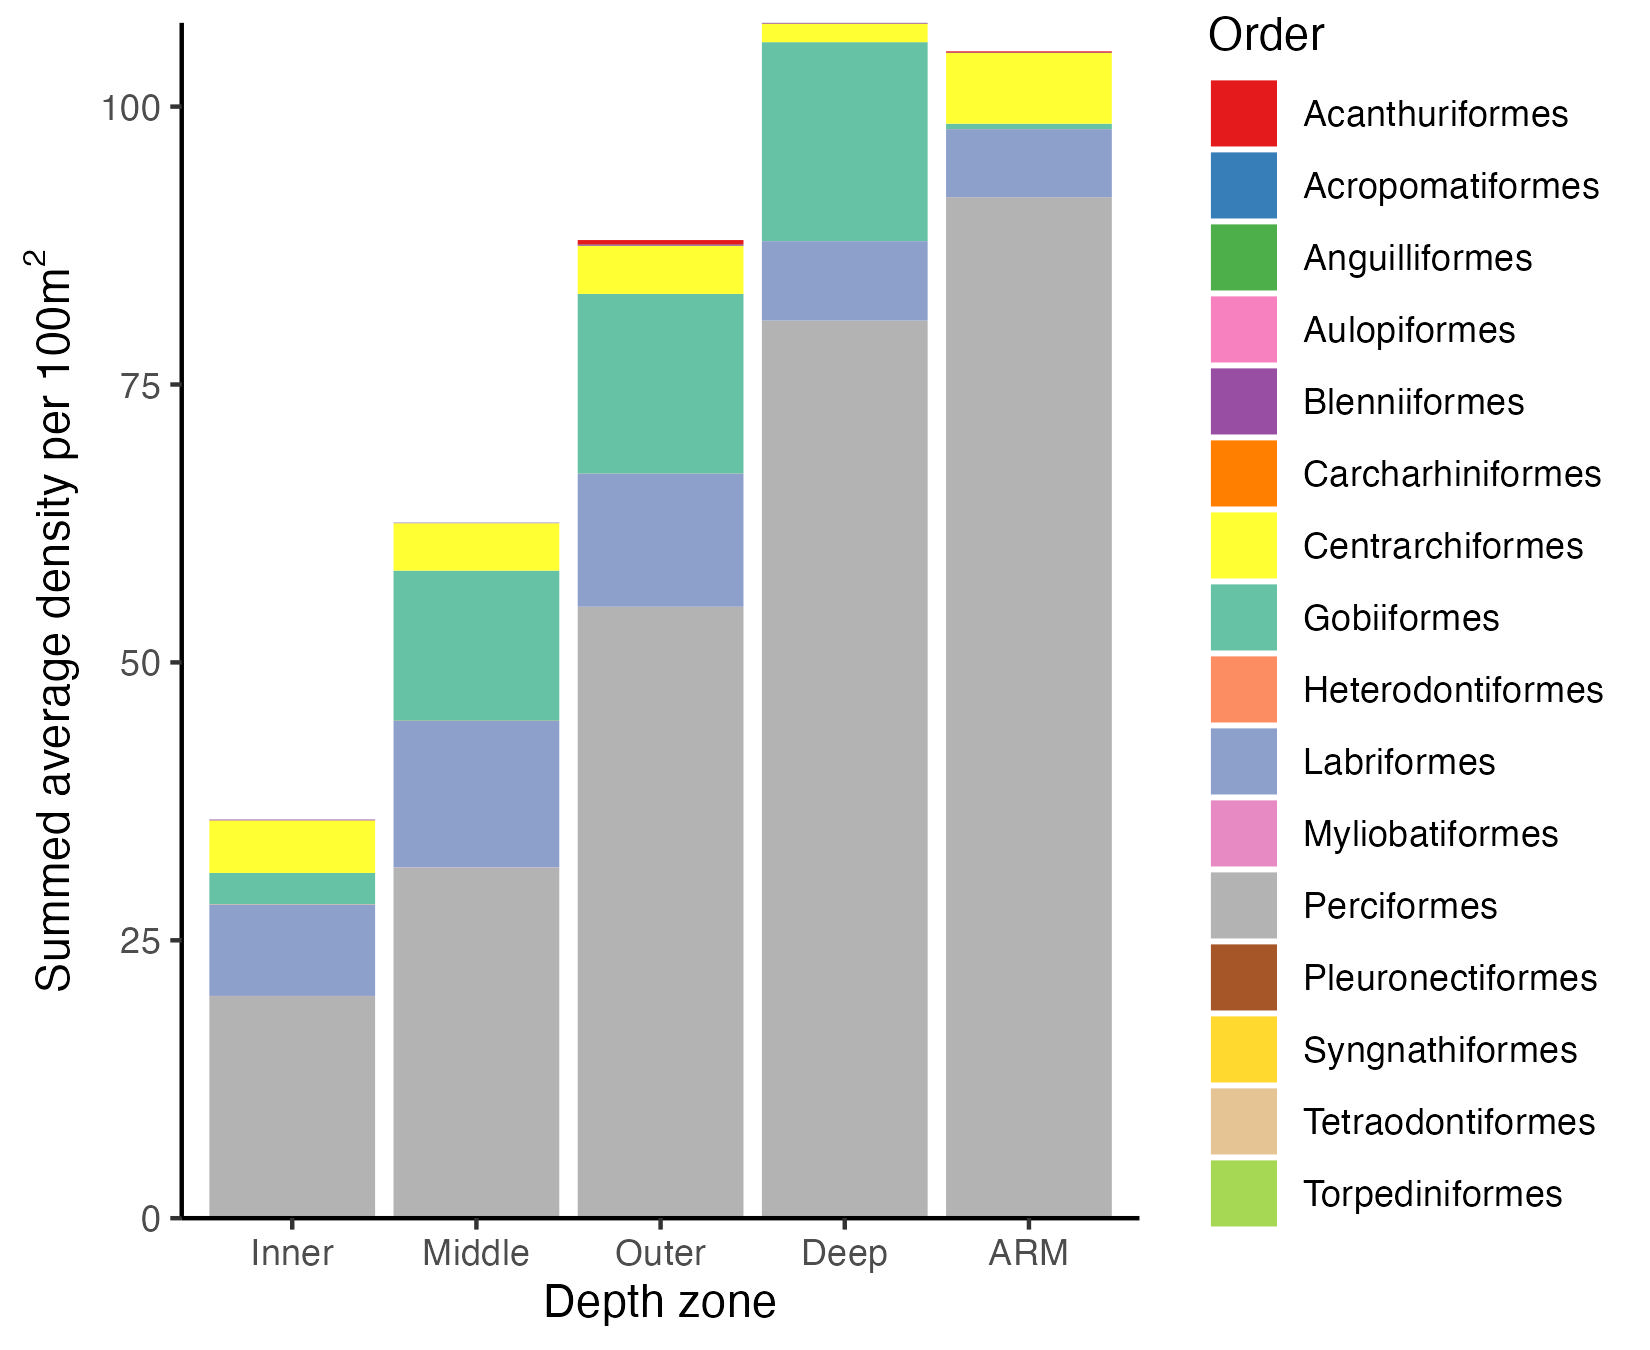 Order
Acanthuriformes
Acropomatiformes
Anguilliformes
Aulopiformes
Blenniiformes
Carcharhiniformes
Centrarchiformes
Gobiiformes
Heterodontiformes
Labriformes
Myliobatiformes
Perciformes
Pleuronectiformes
Syngnathiformes
Tetraodontiformes
Torpediniformes
Summed average density per 100m²
100
75
50
25
0
Inner Middle Outer Deep ARM
Depth zone